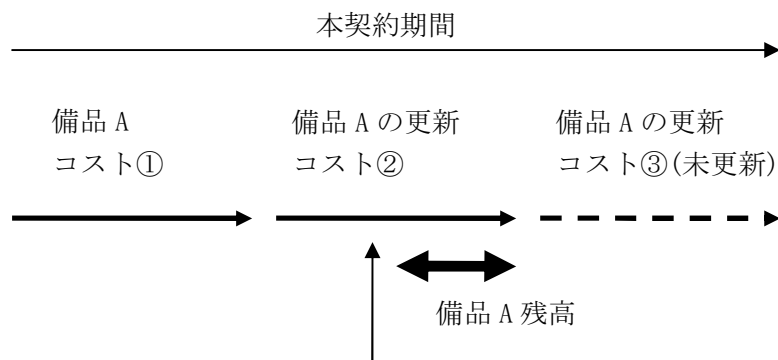 本契約期間
備品 A
コスト①
備品 A の更新
コスト②
備品 A の更新
コスト③(未更新)
備品 A 残高